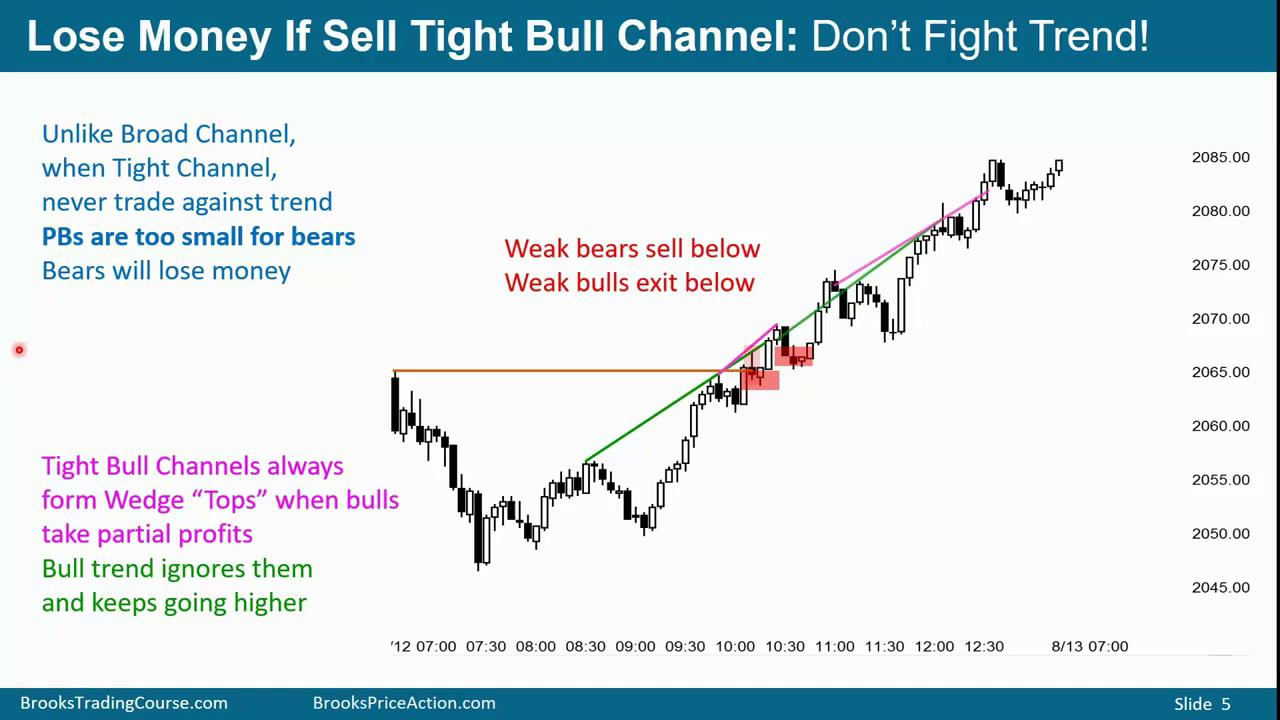 Lose Money If Sell Tight Bull Channel: Don't Fight Trend!
Unlike Broad Channel,
when Tight Channel,
never trade against trend
PBs are too small for bears
Bears will lose money
Weak bears sell below
Weak bulls exit below
Tight Bull Channels always
form Wedge “Tops” when bulls
take partial profits
Bull trend ignores them
and keeps going higher
2085.00
2080.00
2075.00
2070.00
2065.00
2060.00
2055.00
2050.00
2045.00
'12 07:00 07:30 08:00 08:30 09:00 09:30 10:00 10:30 11:00 11:30 12:00 12:30 8/13 07:00
BrooksTradingCourse.com BrooksPriceAction.com Slide 5